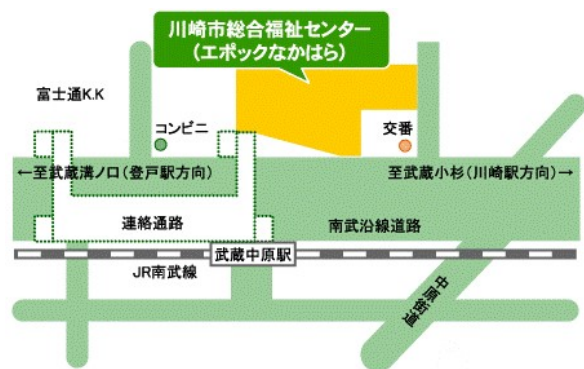 川崎市総合福祉センター
(エポックなかはら)
富士通K.K
コンビニ
交番
←至武蔵溝ノ口(登戸駅方向)
至武蔵小杉(川崎駅方向)→
連絡通路
南武沿線道路
武蔵中原駅
JR南武線
中原街道